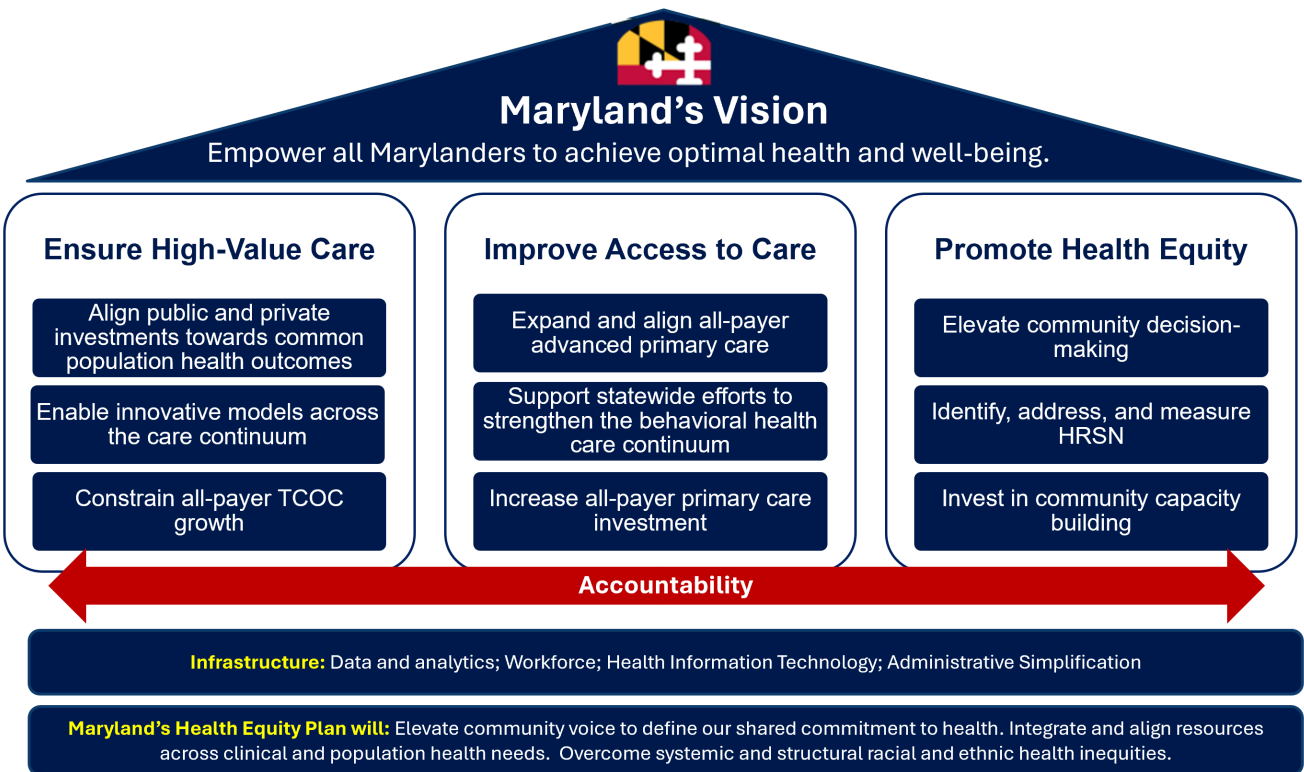 Maryland's Vision
Empower all Marylanders to achieve optimal health and well-being.
Ensure High-Value Care
Align public and private
investments towards common
population health outcomes
Enable innovative models across
the care continuum
Constrain all-payer TCOC
growth
Improve Access to Care
Expand and align all-payer
advanced primary care
Support statewide efforts to
strengthen the behavioral health
care continuum
Increase all-payer primary care
investment
Promote Health Equity
Elevate community decision-
making
Identify, address, and measure
HRSN
Invest in community capacity
building
Accountability
Infrastructure: Data and analytics; Workforce; Health Information Technology; Administrative Simplification
Maryland's Health Equity Plan will: Elevate community voice to define our shared commitment to health. Integrate and align resources
across clinical and population health needs.  Overcome systemic and structural racial and ethnic health inequities.